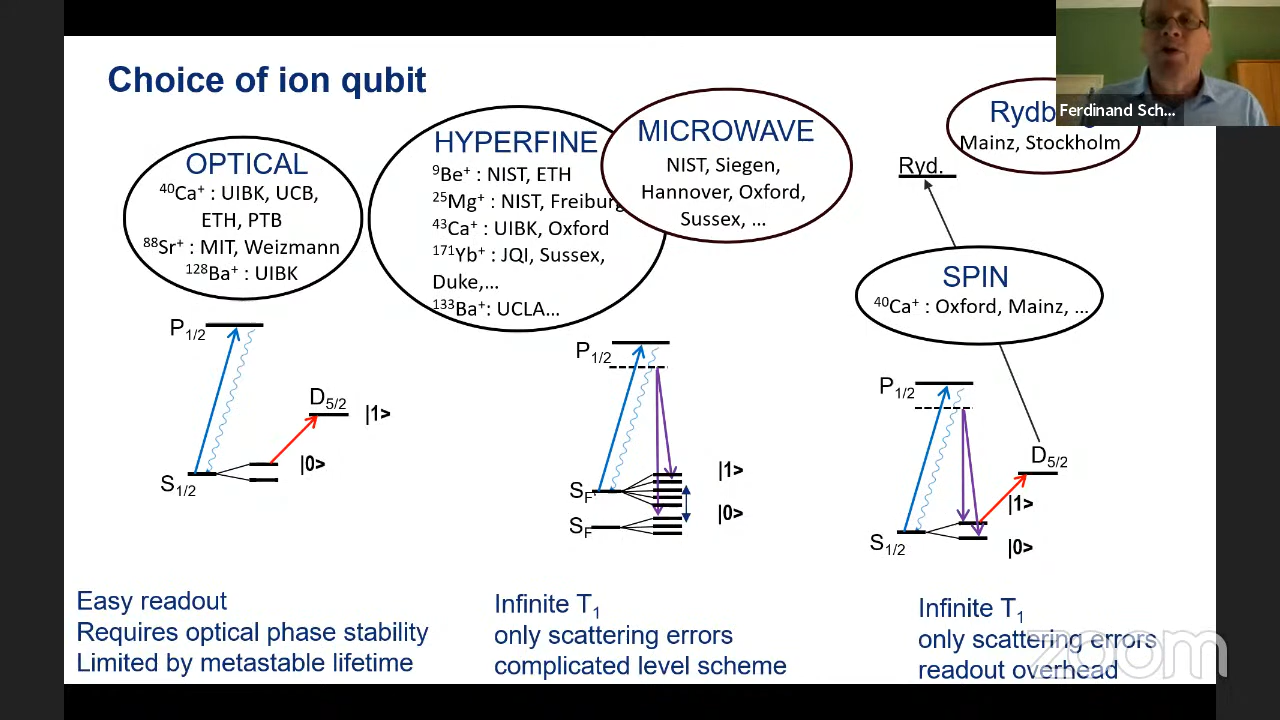 Choice of ion qubit
OPTICAL
⁴⁰Ca⁺ : UIBK, UCB,
ETH, PTB
⁸⁸Sr⁺ : MIT, Weizmann
¹²⁸Ba⁺ : UIBK
HYPERFINE
⁹Be⁺ : NIST, ETH
²⁵Mg⁺ : NIST, Freiburg
⁴³Ca⁺ : UIBK, Oxford
¹⁷¹Yb⁺ : JQI, Sussex,
Duke,...
¹³³Ba⁺: UCLA...
MICROWAVE
NIST, Siegen,
Hannover, Oxford,
Sussex, ...
Mainz, Stockholm
Ferdinand Sch...
Ryd.
SPIN
⁴⁰Ca⁺ : Oxford, Mainz, ...
P₁/₂
D₅/₂
|1>
|0>
S₁/₂
P₁/₂
|1>
S_F'
|0>
S_F
P₁/₂
D₅/₂
|1>
S₁/₂
|0>
Easy readout
Requires optical phase stability
Limited by metastable lifetime
Infinite T₁
only scattering errors
complicated level scheme
Infinite T₁
only scattering errors
readout overhead
zoom